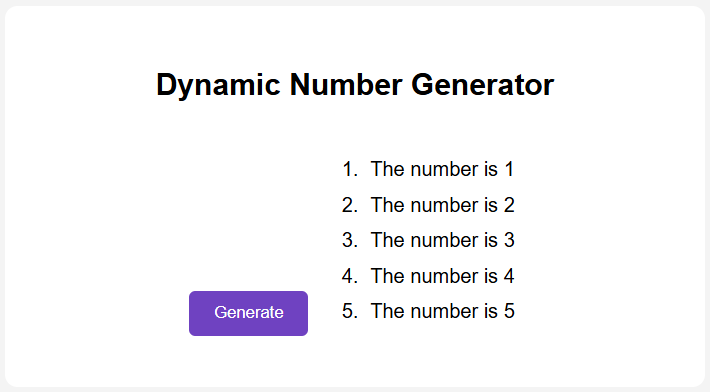 Dynamic Number Generator
1. The number is 1
2. The number is 2
3. The number is 3
4. The number is 4
5. The number is 5
Generate